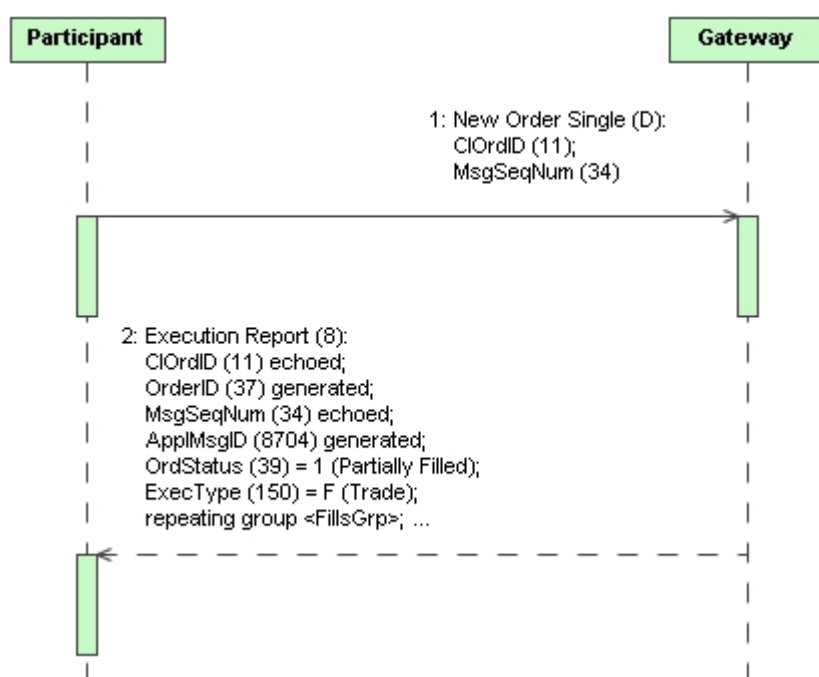 Participant
Gateway
1: New Order Single (D):
ClOrdID (11);
MsgSeqNum (34)
2: Execution Report (8):
ClOrdID (11) echoed;
OrderID (37) generated;
MsgSeqNum (34) echoed;
ApplMsgID (8704) generated;
OrdStatus (39) = 1 (Partially Filled);
ExecType (150) = F (Trade);
repeating group <FillsGrp>; ...